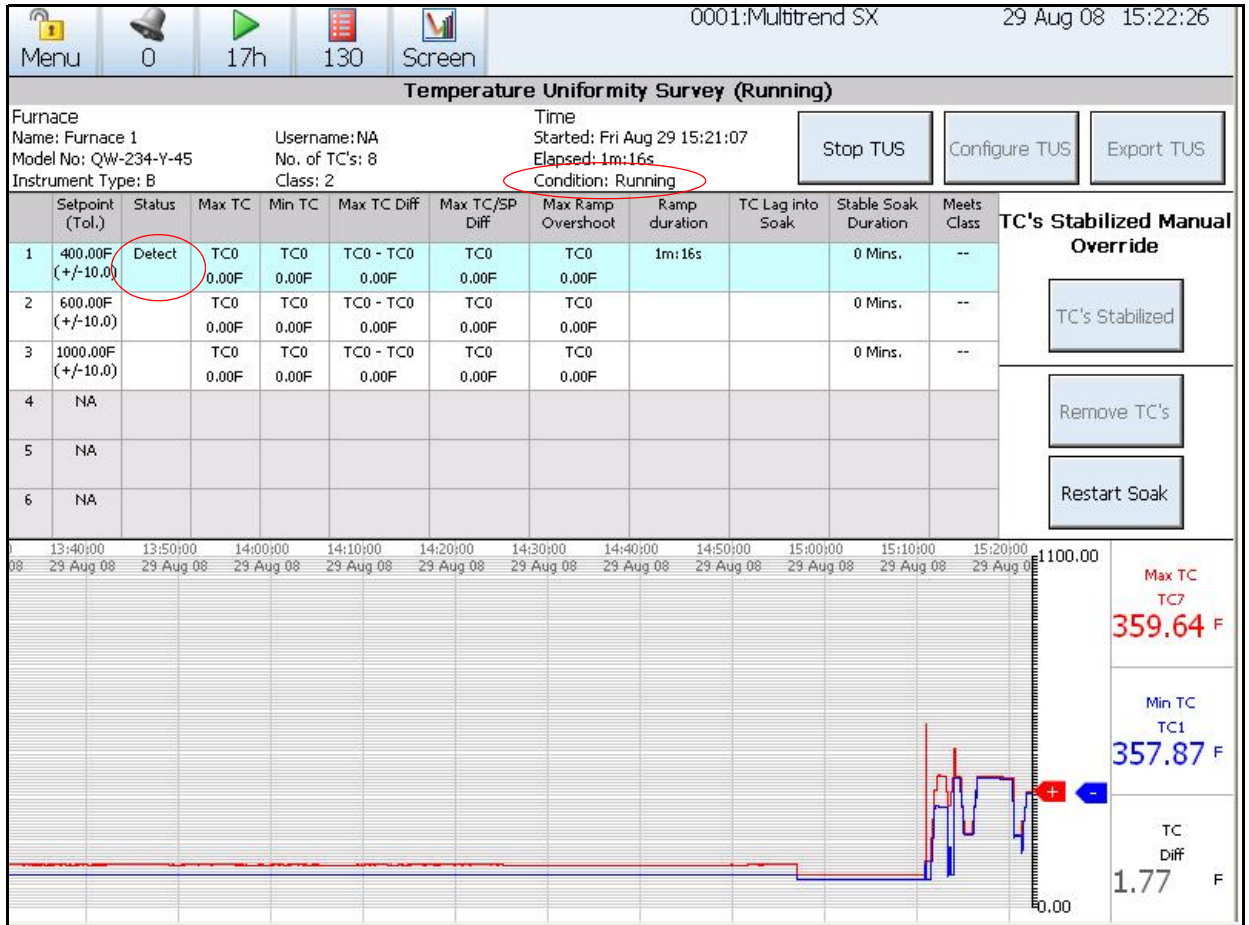 0001:Multitrend SX 29 Aug 08 15:22:26
Menu 0 17h 130 Screen
Temperature Uniformity Survey (Running)
Furnace
Name: Furnace 1
Model No: QW-234-Y-45
Instrument Type: B
Username:NA
No. of TC's: 8
Class: 2
Time
Started: Fri Aug 29 15:21:07
Elapsed: 1m:16s
Condition: Running
Stop TUS
Configure TUS
Export TUS
Setpoint (Tol.) Status Max TC Min TC Max TC Diff Max TC/SP Diff Max Ramp Overshoot Ramp duration TC Lag into Soak Stable Soak Duration Meets Class
1 400.00F Detect TC0 TC0 TC0 - TC0 TC0 TC0 1m:16s 0 Mins. --
(+/-10.0) 0.00F 0.00F 0.00F 0.00F 0.00F
2 600.00F TC0 TC0 TC0 - TC0 TC0 TC0 0 Mins. --
(+/-10.0) 0.00F 0.00F 0.00F 0.00F 0.00F
3 1000.00F TC0 TC0 TC0 - TC0 TC0 TC0 0 Mins. --
(+/-10.0) 0.00F 0.00F 0.00F 0.00F 0.00F
4 NA
5 NA
6 NA
TC's Stabilized Manual
Override
TC's Stabilized
Remove TC's
Restart Soak
13:40:00 13:50:00 14:00:00 14:10:00 14:20:00 14:30:00 14:40:00 14:50:00 15:00:00 15:10:00 15:20:00
08 29 Aug 08 29 Aug 08 29 Aug 08 29 Aug 08 29 Aug 08 29 Aug 08 29 Aug 08 29 Aug 08 29 Aug 08 29 Aug 08 29 Aug 0
1100.00
0.00
Max TC
TC7
359.64 F
Min TC
TC1
357.87 F
TC
Diff
1.77 F
+ -